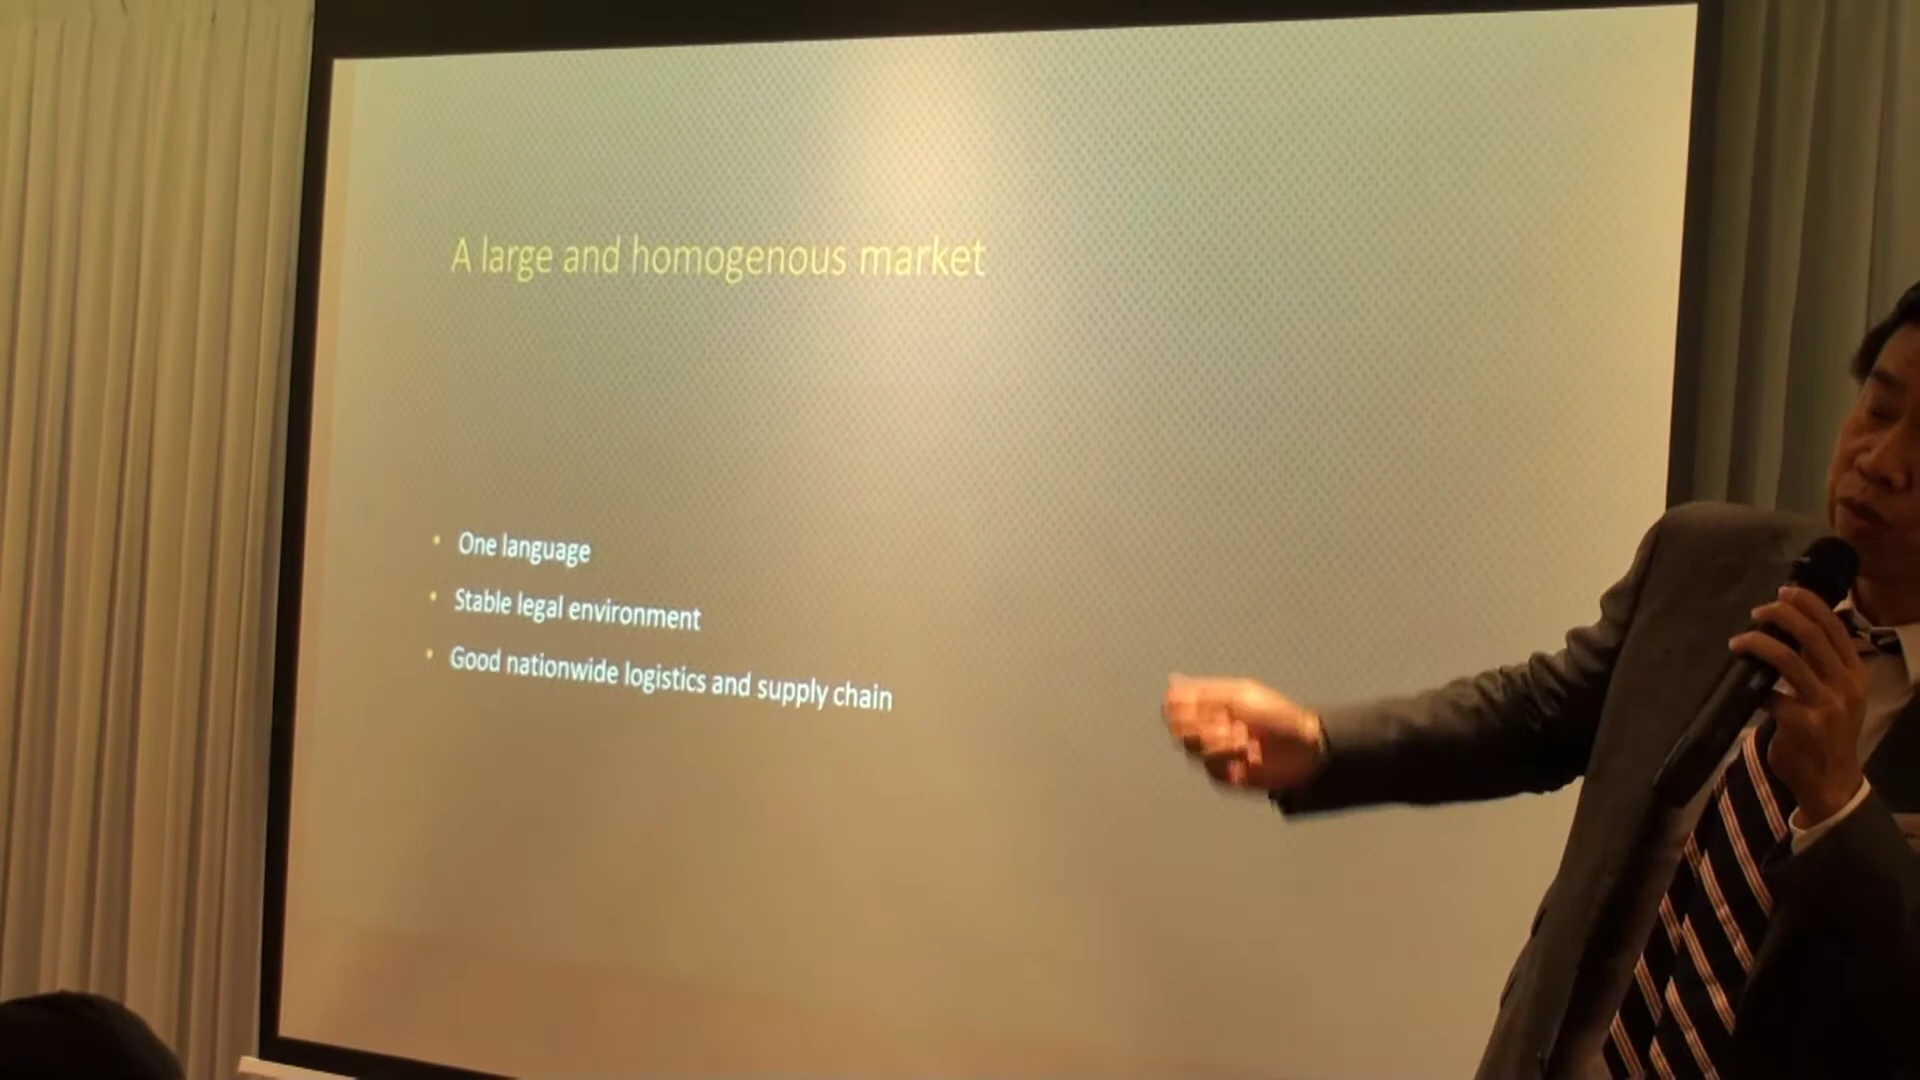 A large and homogenous market
• One language
• Stable legal environment
• Good nationwide logistics and supply chain